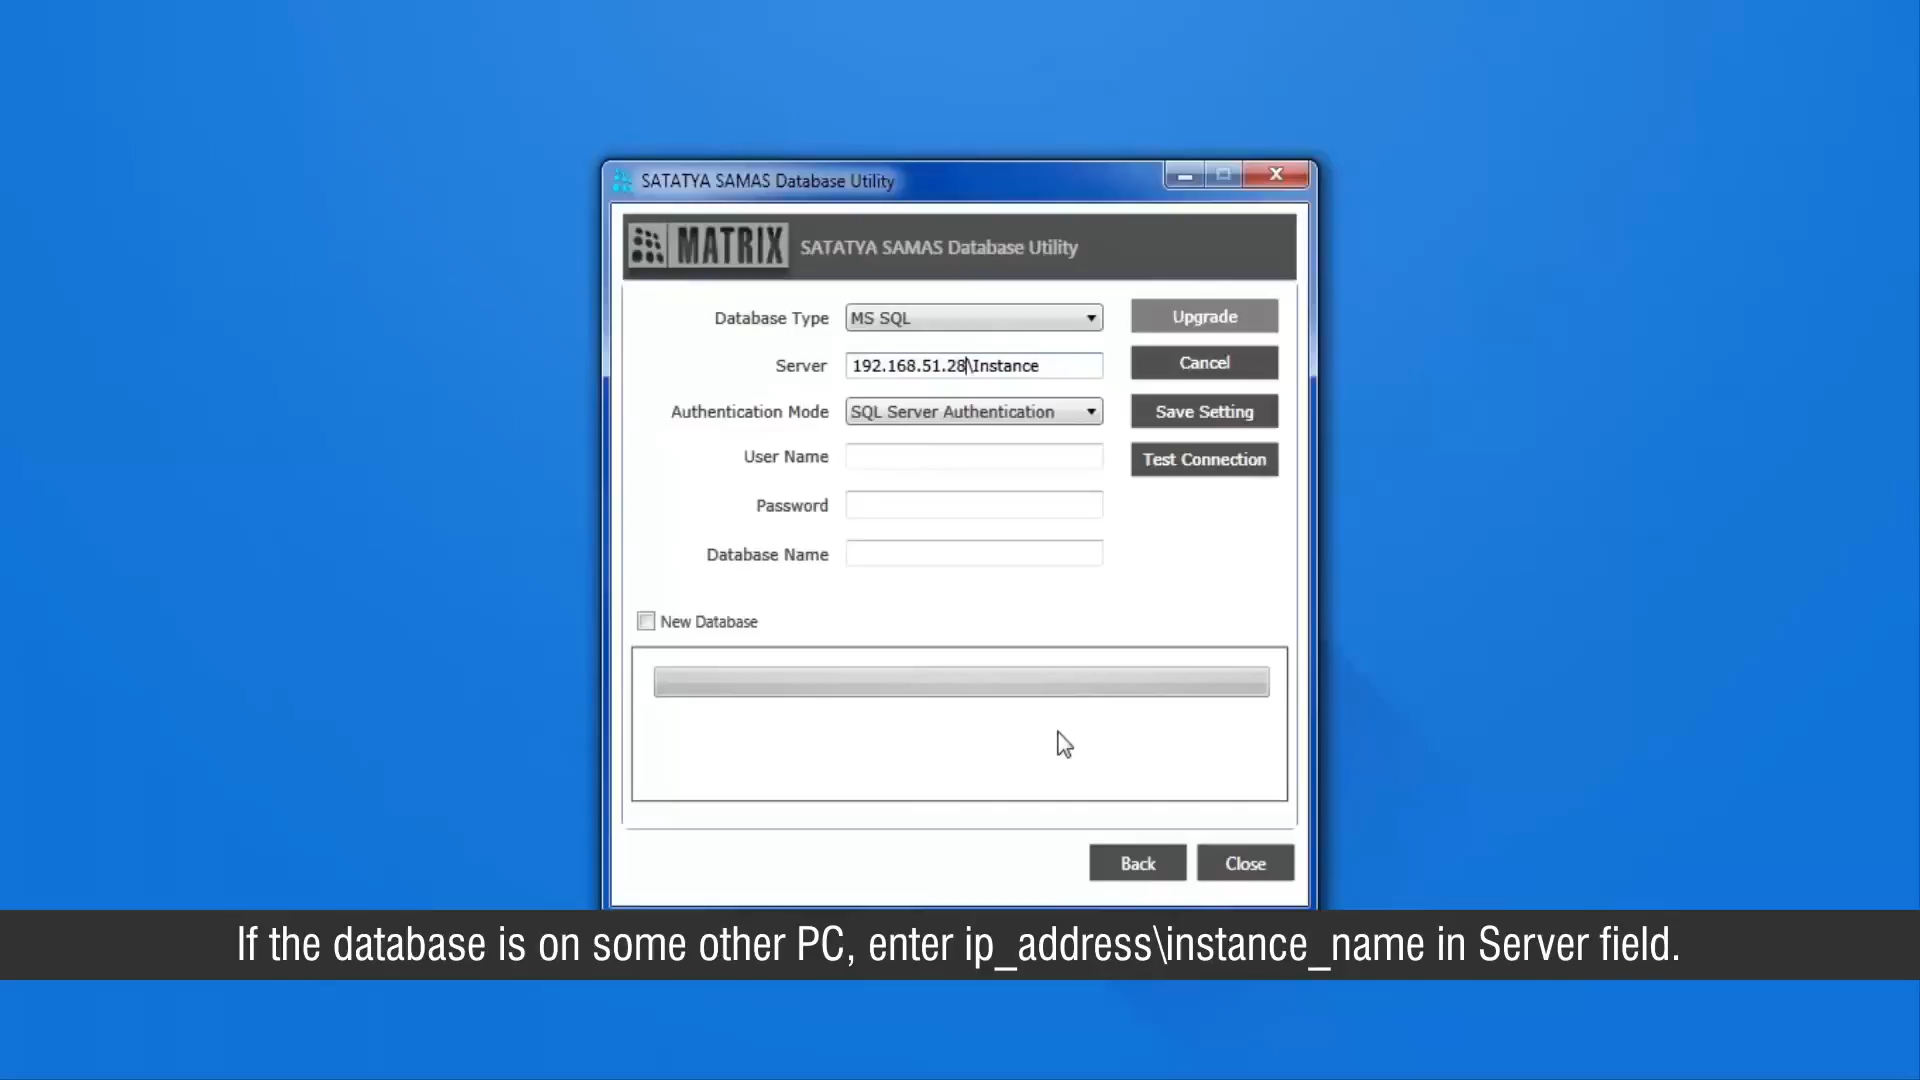 SATATYA SAMAS Database Utility
MATRIX SATATYA SAMAS Database Utility
Database Type MS SQL Upgrade
Server 192.168.51.28\Instance Cancel
Authentication Mode SQL Server Authentication Save Setting
User Name Test Connection
Password
Database Name
New Database
Back Close
If the database is on some other PC, enter ip_address\instance_name in Server field.